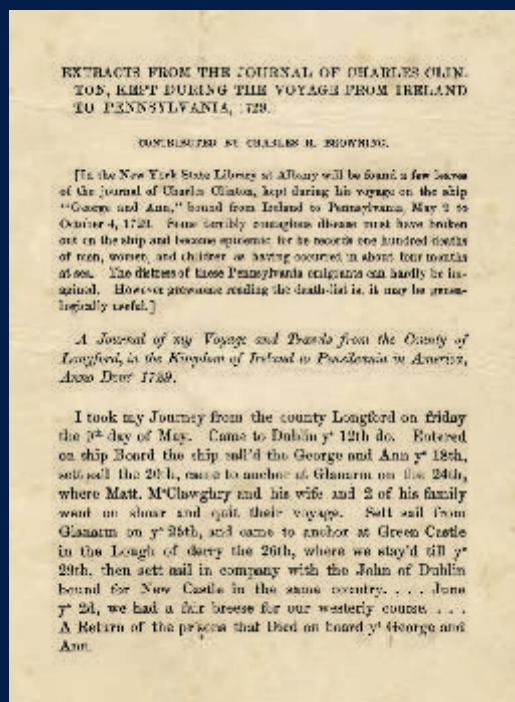 EXTRACTS FROM THE JOURNAL OF CHARLES CLIN-
TON, KEPT DURING THE VOYAGE FROM IRELAND
TO PENNSYLVANIA, 1729.
CONTRIBUTED BY CHARLES H. BROWNING.
[In the New York State Library at Albany will be found a few leaves
of the journal of Charles Clinton, kept during his voyage on the ship
"George and Ann," bound from Ireland to Pennsylvania, May 2 to
October 4, 1729. Some terribly contagious disease must have broken
out on the ship and become epidemic for he records one hundred deaths
of men, women, and children as having occurred in about four months
at sea. The distress of these Pennsylvania emigrants can hardly be im-
agined. However gruesome reading the death-list is, it may be genea-
logically useful.]
A Journal of my Voyage and Travels from the County of
Longford, in the Kingdom of Ireland to Pensilvania in America,
Anno Dom' 1729.
I took my Journey from the county Longford on friday
the day of May. Came to Dublin yᵉ 12th do. Entered
on ship Board the ship call'd the George and Ann yᵉ 18th,
sett sail the 20th, came to anchor at Glanarm on the 24th,
where Matt. MᶜClowghry and his wife and 2 of his family
went on shoar and quit their voyage. Sett sail from
Glanarm on yᵉ 25th, and came to anchor at Green Castle
in the Lough of derry the 26th, where we stay'd till yᵉ
29th, then sett sail in company with the John of Dublin
bound for New Castle in the same country. . . . June
yᵉ 2d, we had a fair breeze for our westerly course. . . .
A Return of the persons that Died on board yᵉ George and
Ann.